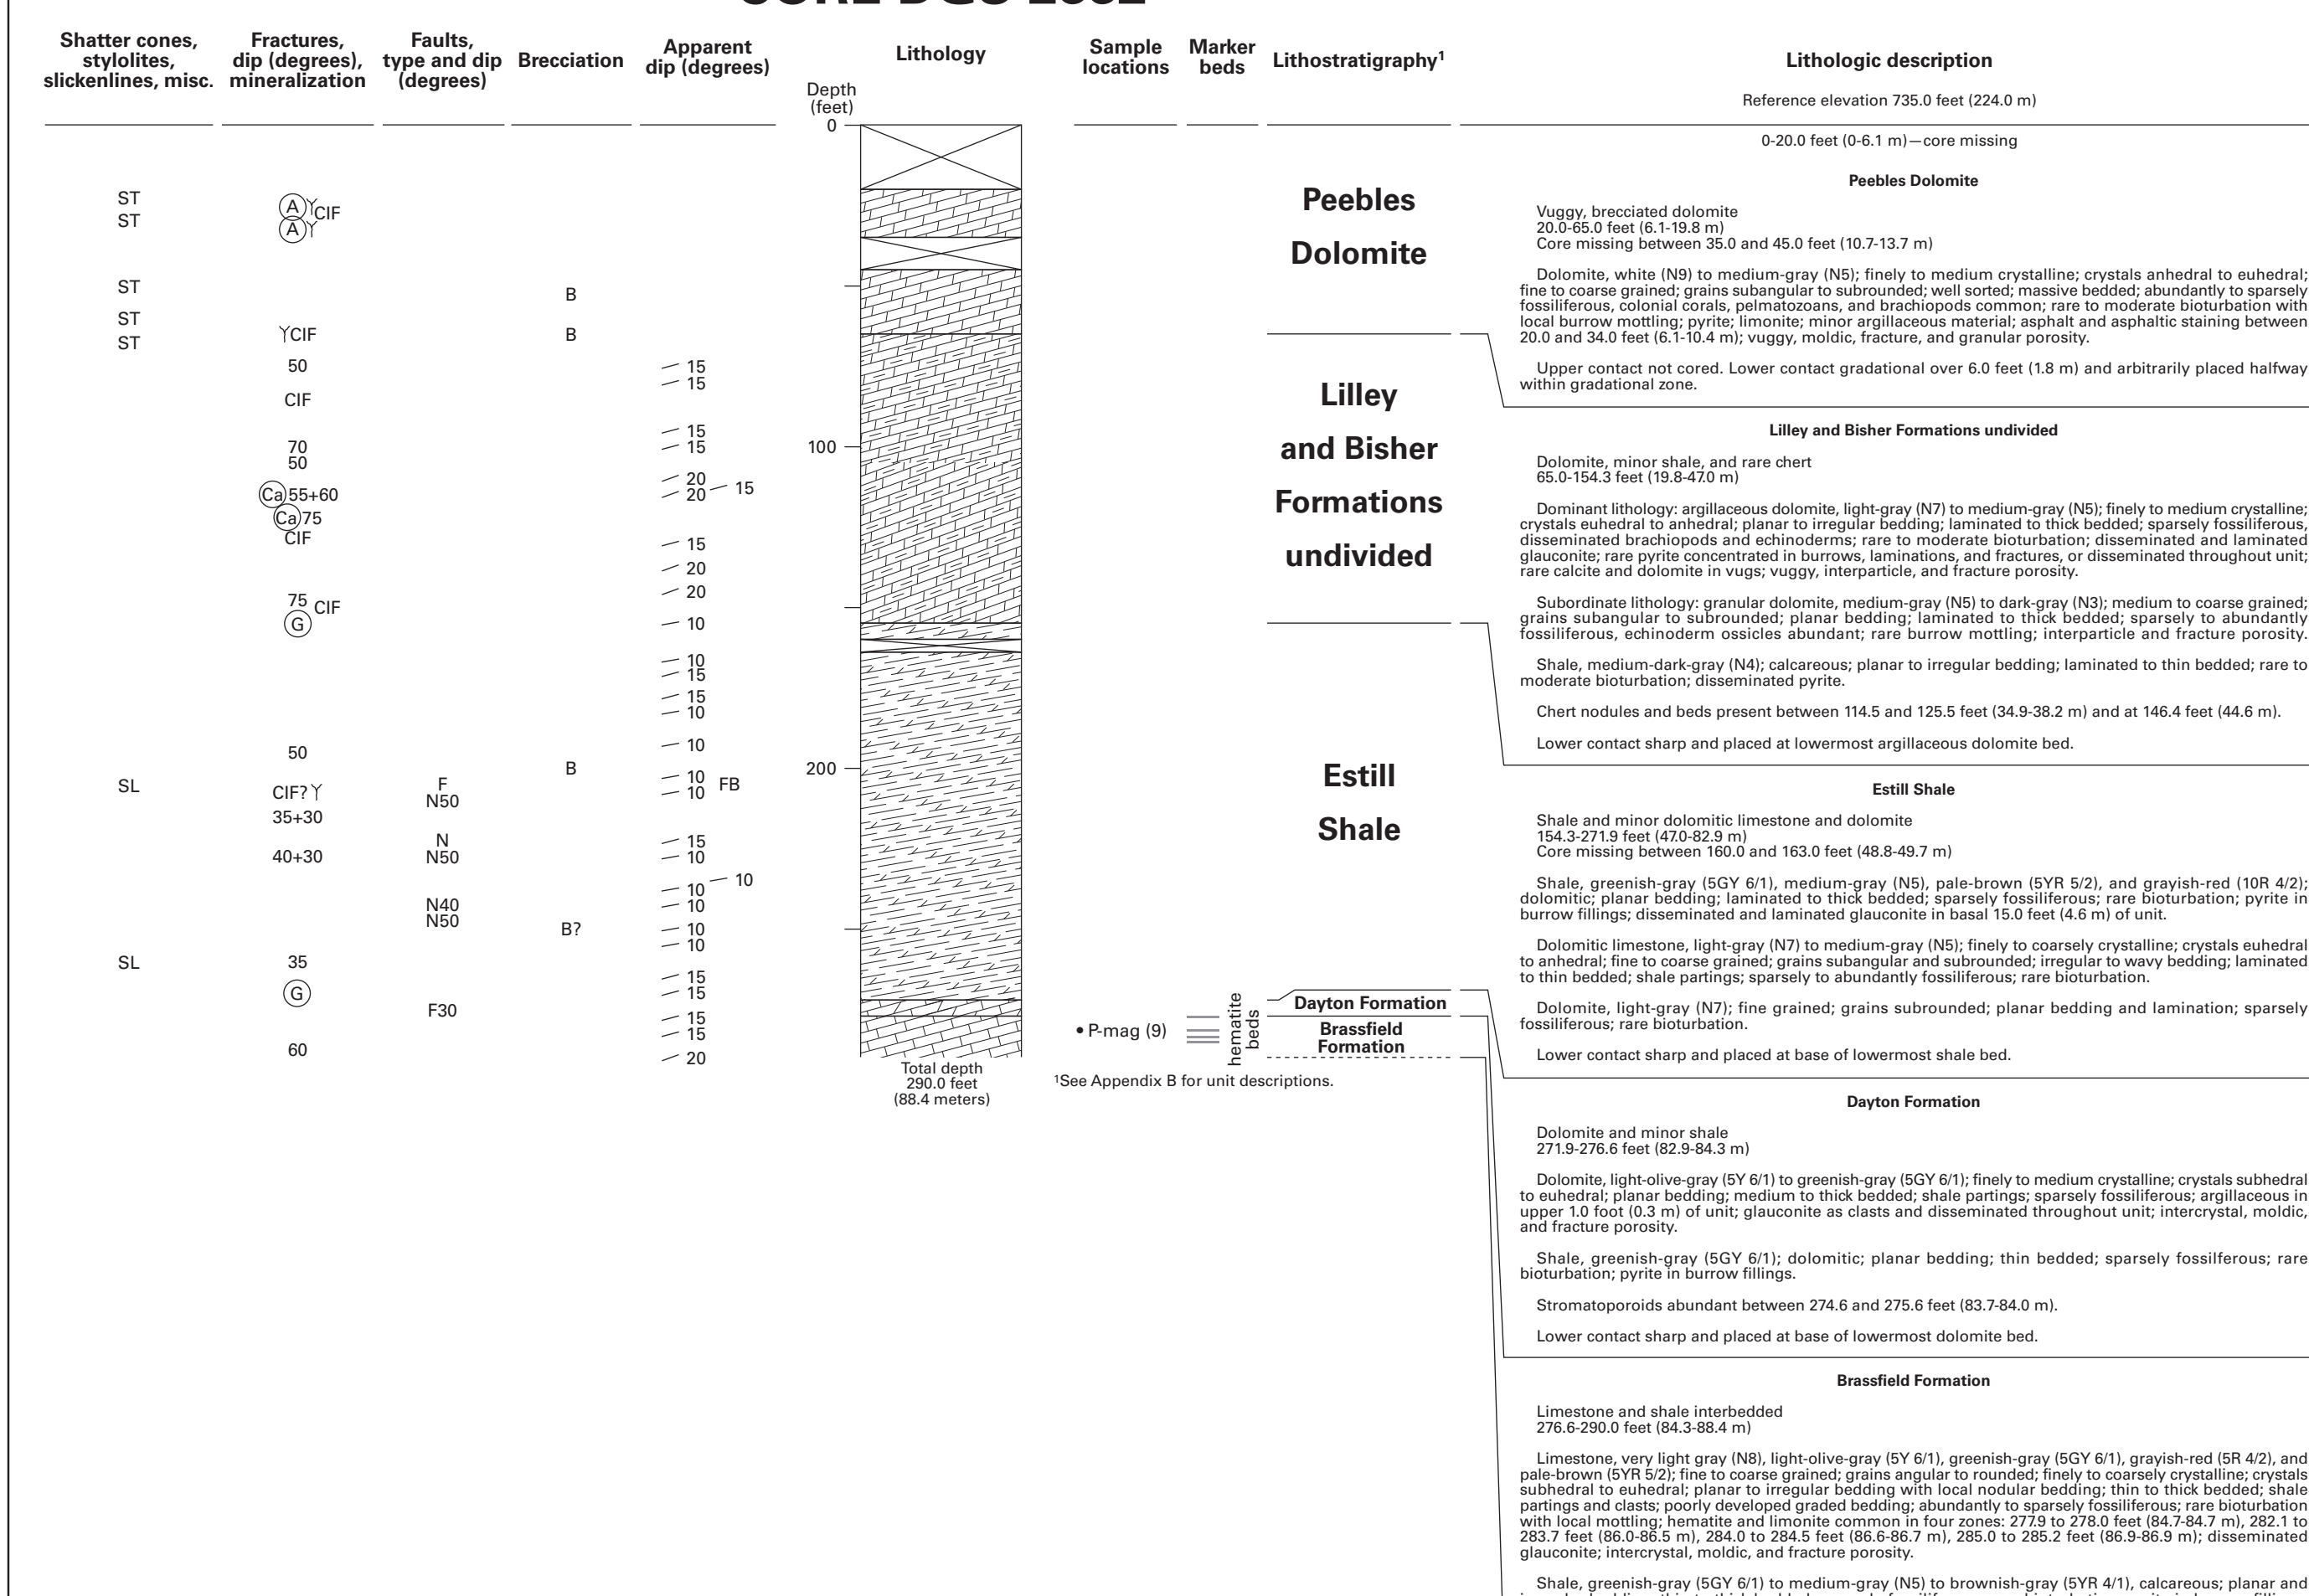 Shatter cones,
stylolites,
slickenlines, misc.
Fractures,
dip (degrees),
mineralization
Faults,
type and dip
(degrees)
Brecciation
Apparent
dip (degrees)
Lithology
Sample
locations
Marker
beds
Lithostratigraphy¹
Lithologic description
Depth
(feet)
0
100
200
Total depth
290.0 feet
(88.4 meters)
ST
ST
ST
ST
ST
SL
SL
A CIF
A
CIF
50
CIF
70
50
Ca 55+60
Ca 75
CIF
75 CIF
G
50
CIF?
35+30
40+30
35
G
60
F
N50
N
N50
N40
N50
F30
B
B
B
B?
15
15
15
15
20
20 15
15
20
20
10
10
15
15
10
10
10 FB
10
15
10
10
10
10
10
10
15
15
15
15
20
• P-mag (9)
hematite
beds
Peebles
Dolomite
Lilley
and Bisher
Formations
undivided
Estill
Shale
Dayton Formation
Brassfield
Formation
¹See Appendix B for unit descriptions.
Reference elevation 735.0 feet (224.0 m)
0-20.0 feet (0-6.1 m)—core missing
Peebles Dolomite
Vuggy, brecciated dolomite
20.0-65.0 feet (6.1-19.8 m)
Core missing between 35.0 and 45.0 feet (10.7-13.7 m)
Dolomite, white (N9) to medium-gray (N5); finely to medium crystalline; crystals anhedral to euhedral;
fine to coarse grained; grains subangular to subrounded; well sorted; massive bedded; abundantly to sparsely
fossiliferous, colonial corals, pelmatozoans, and brachiopods common; rare to moderate bioturbation with
local burrow mottling; pyrite; limonite; minor argillaceous material; asphalt and asphaltic staining between
20.0 and 34.0 feet (6.1-10.4 m); vuggy, moldic, fracture, and granular porosity.
Upper contact not cored. Lower contact gradational over 6.0 feet (1.8 m) and arbitrarily placed halfway
within gradational zone.
Lilley and Bisher Formations undivided
Dolomite, minor shale, and rare chert
65.0-154.3 feet (19.8-47.0 m)
Dominant lithology: argillaceous dolomite, light-gray (N7) to medium-gray (N5); finely to medium crystalline;
crystals euhedral to anhedral; planar to irregular bedding; laminated to thick bedded; sparsely fossiliferous,
disseminated brachiopods and echinoderms; rare to moderate bioturbation; disseminated and laminated
glauconite; rare pyrite concentrated in burrows, laminations, and fractures, or disseminated throughout unit;
rare calcite and dolomite in vugs; vuggy, interparticle, and fracture porosity.
Subordinate lithology: granular dolomite, medium-gray (N5) to dark-gray (N3); medium to coarse grained;
grains subangular to subrounded; planar bedding; laminated to thick bedded; sparsely to abundantly
fossiliferous, echinoderm ossicles abundant; rare burrow mottling; interparticle and fracture porosity.
Shale, medium-dark-gray (N4); calcareous; planar to irregular bedding; laminated to thin bedded; rare to
moderate bioturbation; disseminated pyrite.
Chert nodules and beds present between 114.5 and 125.5 feet (34.9-38.2 m) and at 146.4 feet (44.6 m).
Lower contact sharp and placed at lowermost argillaceous dolomite bed.
Estill Shale
Shale and minor dolomitic limestone and dolomite
154.3-271.9 feet (47.0-82.9 m)
Core missing between 160.0 and 163.0 feet (48.8-49.7 m)
Shale, greenish-gray (5GY 6/1), medium-gray (N5), pale-brown (5YR 5/2), and grayish-red (10R 4/2);
dolomitic; planar bedding; laminated to thick bedded; sparsely fossiliferous; rare bioturbation; pyrite in
burrow fillings; disseminated and laminated glauconite in basal 15.0 feet (4.6 m) of unit.
Dolomitic limestone, light-gray (N7) to medium-gray (N5); finely to coarsely crystalline; crystals euhedral
to anhedral; fine to coarse grained; grains subangular and subrounded; irregular to wavy bedding; laminated
to thin bedded; shale partings; sparsely to abundantly fossiliferous; rare bioturbation.
Dolomite, light-gray (N7); fine grained; grains subrounded; planar bedding and lamination; sparsely
fossiliferous; rare bioturbation.
Lower contact sharp and placed at base of lowermost shale bed.
Dayton Formation
Dolomite and minor shale
271.9-276.6 feet (82.9-84.3 m)
Dolomite, light-olive-gray (5Y 6/1) to greenish-gray (5GY 6/1); finely to medium crystalline; crystals subhedral
to euhedral; planar bedding; medium to thick bedded; shale partings; sparsely fossiliferous; argillaceous in
upper 1.0 foot (0.3 m) of unit; glauconite as clasts and disseminated throughout unit; intercrystal, moldic,
and fracture porosity.
Shale, greenish-gray (5GY 6/1); dolomitic; planar bedding; thin bedded; sparsely fossilferous; rare
bioturbation; pyrite in burrow fillings.
Stromatoporoids abundant between 274.6 and 275.6 feet (83.7-84.0 m).
Lower contact sharp and placed at base of lowermost dolomite bed.
Brassfield Formation
Limestone and shale interbedded
276.6-290.0 feet (84.3-88.4 m)
Limestone, very light gray (N8), light-olive-gray (5Y 6/1), greenish-gray (5GY 6/1), grayish-red (5R 4/2), and
pale-brown (5YR 5/2); fine to coarse grained; grains angular to rounded; finely to coarsely crystalline; crystals
subhedral to euhedral; planar to irregular bedding with local nodular bedding; thin to thick bedded; shale
partings and clasts; poorly developed graded bedding; abundantly to sparsely fossiliferous; rare bioturbation
with local mottling; hematite and limonite common in four zones: 277.9 to 278.0 feet (84.7-84.7 m), 282.1 to
283.7 feet (86.0-86.5 m), 284.0 to 284.5 feet (86.6-86.7 m), 285.0 to 285.2 feet (86.9-86.9 m); disseminated
glauconite; intercrystal, moldic, and fracture porosity.
Shale, greenish-gray (5GY 6/1) to medium-gray (N5) to brownish-gray (5YR 4/1), calcareous; planar and